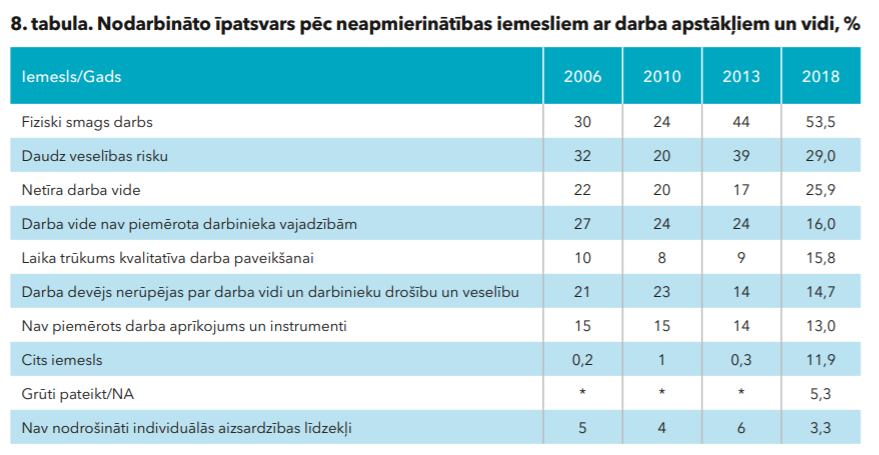 8. tabula. Nodarbināto īpatsvars pēc neapmierinātības iemesliem ar darba apstākļiem un vidi, %
Iemesls/Gads 2006 2010 2013 2018
Fiziski smags darbs 30 24 44 53,5
Daudz veselības risku 32 20 39 29,0
Netīra darba vide 22 20 17 25,9
Darba vide nav piemērota darbinieka vajadzībām 27 24 24 16,0
Laika trūkums kvalitatīva darba paveikšanai 10 8 9 15,8
Darba devējs nerūpējas par darba vidi un darbinieku drošību un veselību 21 23 14 14,7
Nav piemērots darba aprīkojums un instrumenti 15 15 14 13,0
Cits iemesls 0,2 1 0,3 11,9
Grūti pateikt/NA * * * 5,3
Nav nodrošināti individuālās aizsardzības līdzekļi 5 4 6 3,3